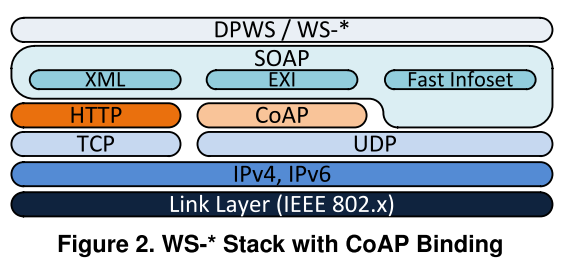 DPWS / WS-*
SOAP
XML EXI Fast Infoset
HTTP CoAP
TCP UDP
IPv4, IPv6
Link Layer (IEEE 802.x)
Figure 2. WS-* Stack with CoAP Binding